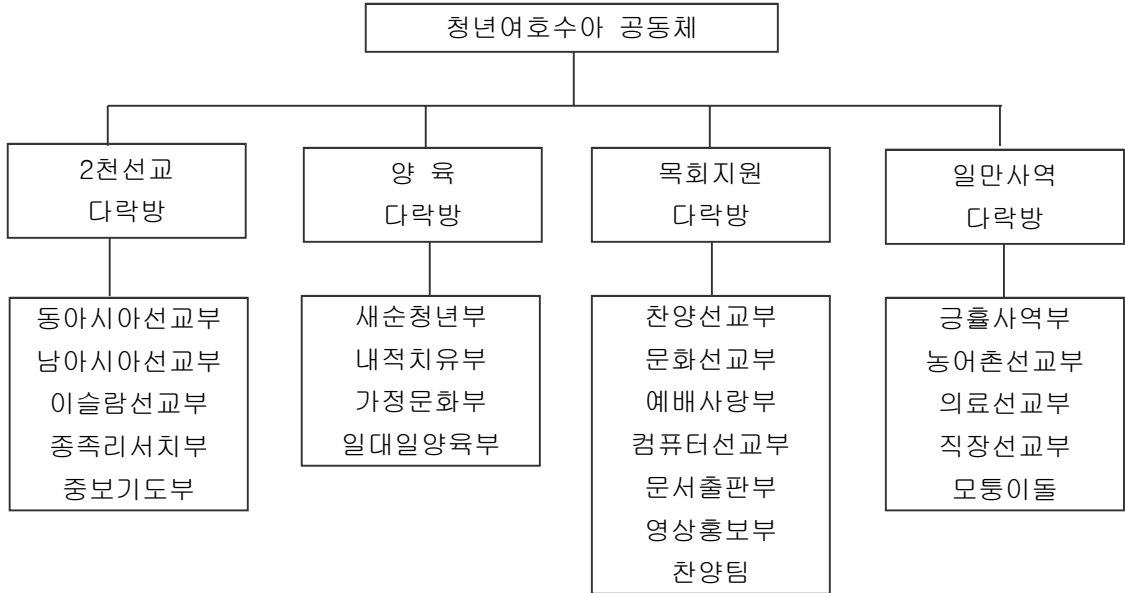 청년여호수아 공동체
2천선교
다락방
양 육
다락방
목회지원
다락방
일만사역
다락방
동아시아선교부
남아시아선교부
이슬람선교부
종족리서치부
중보기도부
새순청년부
내적치유부
가정문화부
일대일양육부
찬양선교부
문화선교부
예배사랑부
컴퓨터선교부
문서출판부
영상홍보부
찬양팀
긍휼사역부
농어촌선교부
의료선교부
직장선교부
모퉁이돌